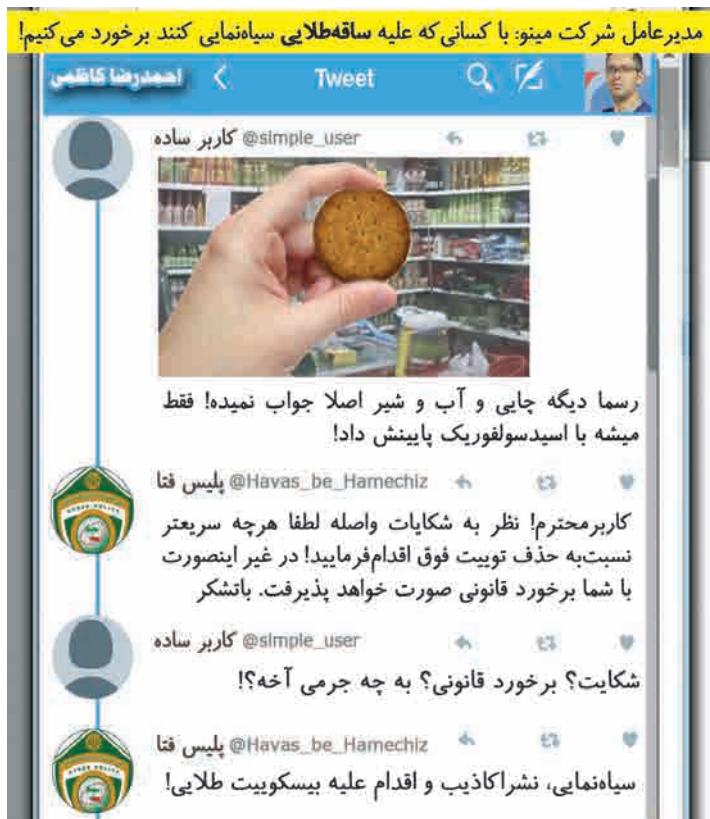 مدیرعامل شرکت مینو: با کسانی‌که علیه ساقه‌طلایی سیاه‌نمایی کنند برخورد می‌کنیم!
احمدرضا کاظمی
Tweet
کاربر ساده @simple_user
رسما دیگه چایی و آب و شیر اصلا جواب نمیده! فقط
میشه با اسیدسولفوریک پایینش داد!
پلیس فتا @Havas_be_Hamechiz
کاربرمحترم! نظر به شکایات واصله لطفا هرچه سریعتر
نسبت‌به حذف توییت فوق اقدام‌فرمایید! در غیر اینصورت
با شما برخورد قانونی صورت خواهد پذیرفت. باتشکر
کاربر ساده @simple_user
شکایت؟ برخورد قانونی؟ به چه جرمی آخه؟!
پلیس فتا @Havas_be_Hamechiz
سیاه‌نمایی، نشراکاذیب و اقدام علیه بیسکوییت طلایی!